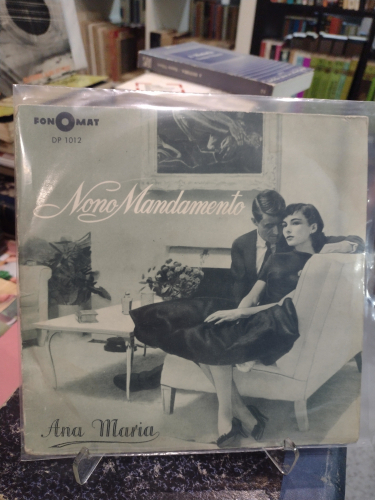 FONOMAT
DP 1012
Nono Mandamento
Ana Maria